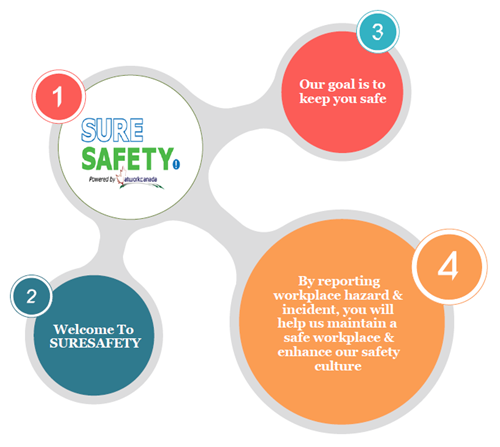 1
SURE
SAFETY
Powered by atworkcanada
2
Welcome To
SURESAFETY
3
Our goal is to
keep you safe
4
By reporting
workplace hazard &
incident, you will
help us maintain a
safe workplace &
enhance our safety
culture